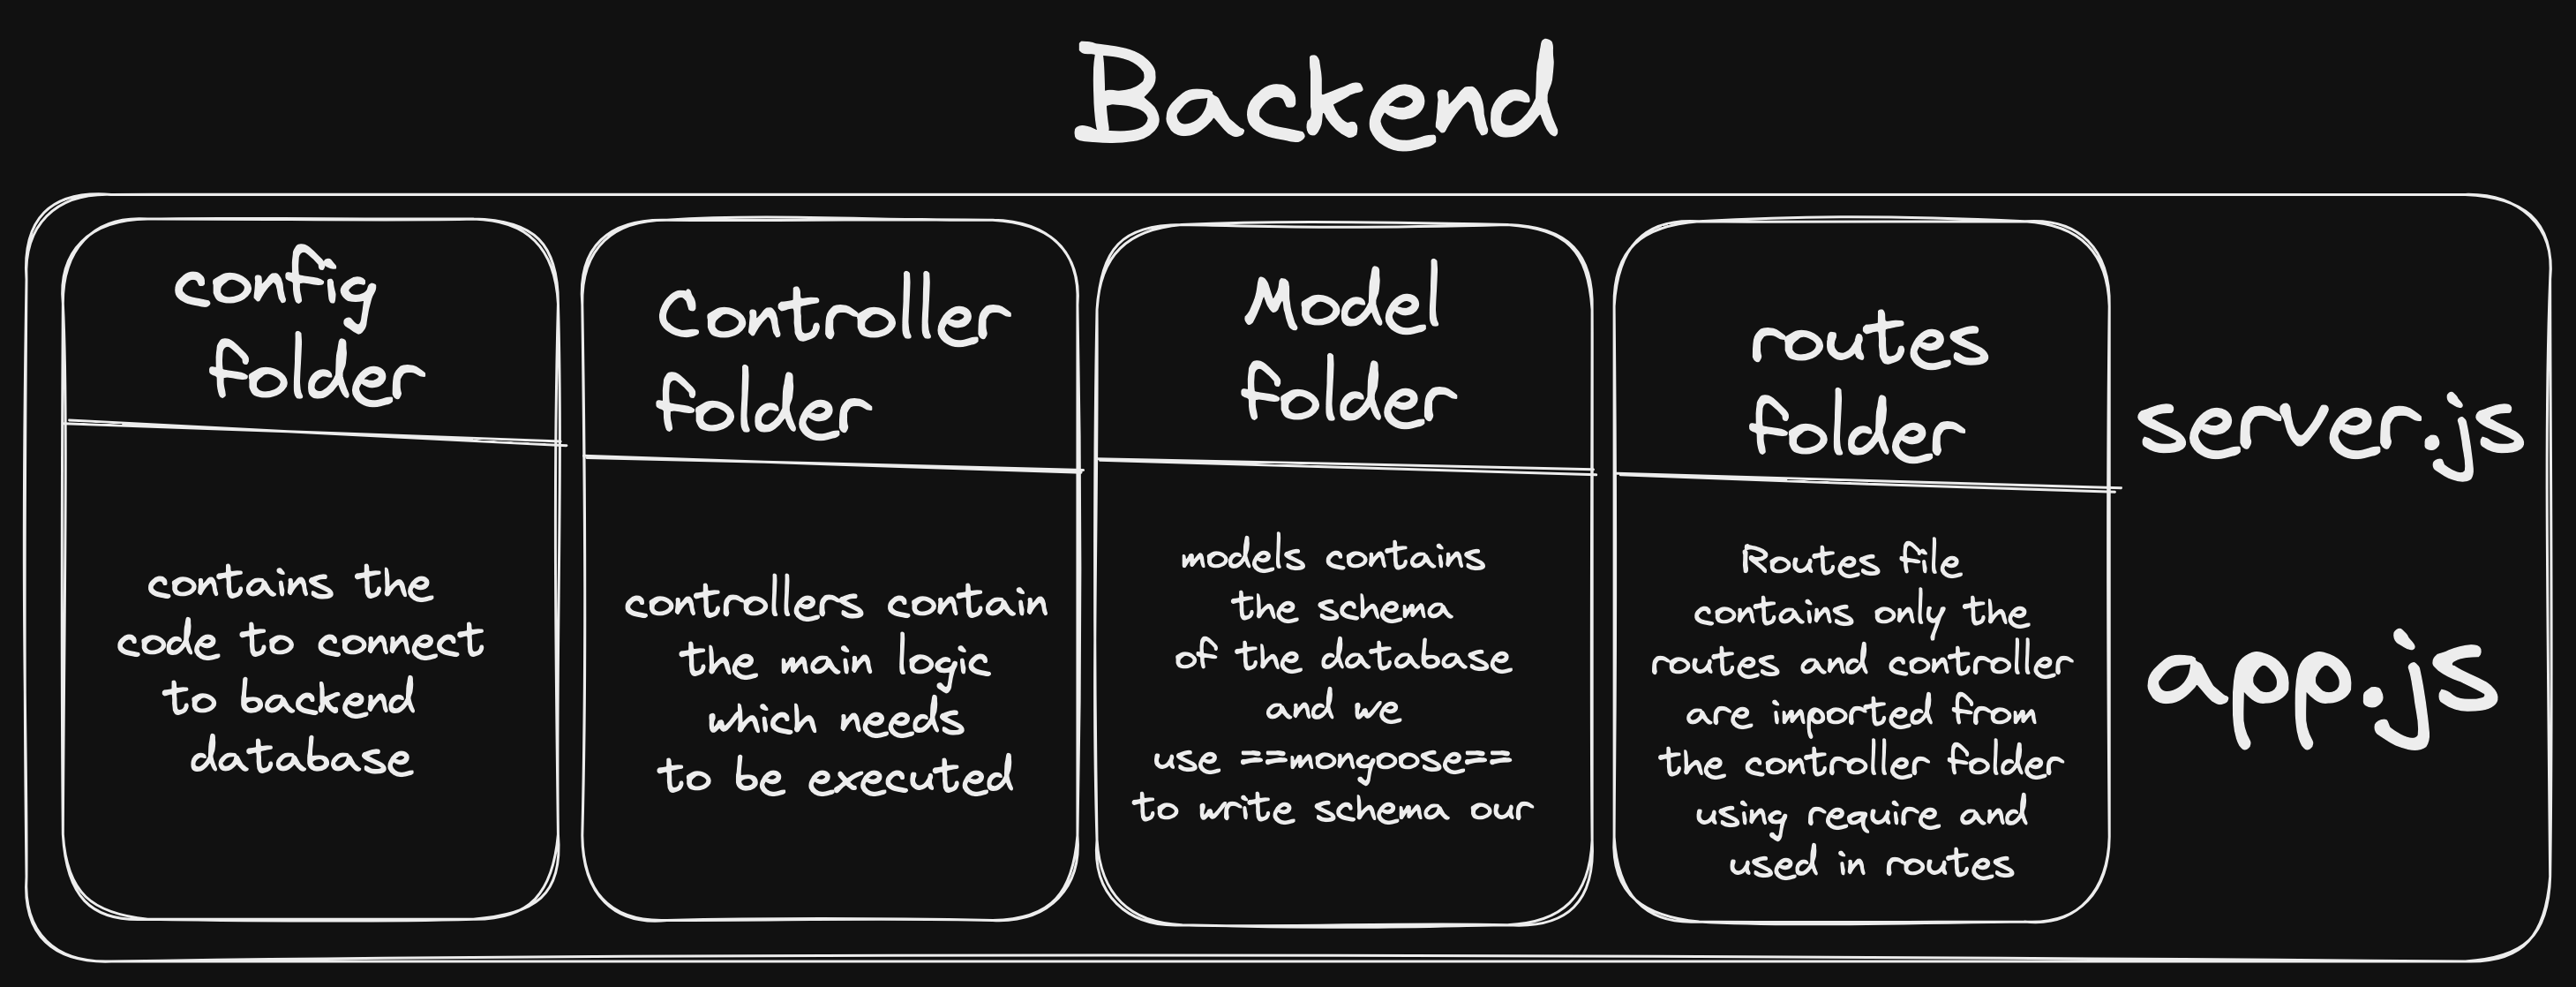 Backend
config
folder
contains the
code to connect
to backend
database
Controller
folder
controllers contain
the main logic
which needs
to be executed
Model
folder
models contains
the schema
of the database
and we
use ==mongoose==
to write schema our
routes
folder
Routes file
contains only the
routes and controller
are imported from
the controller folder
using require and
used in routes
server.js
app.js